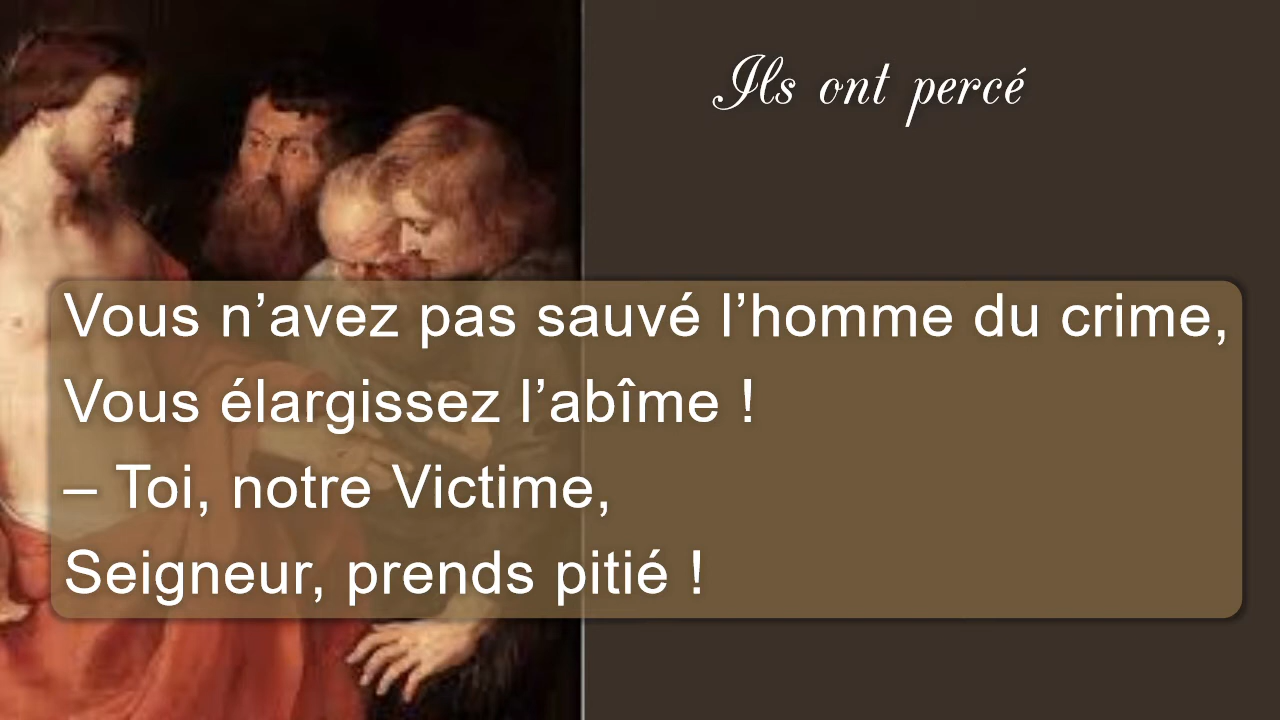 Ils ont percé
Vous n’avez pas sauvé l’homme du crime,
Vous élargissez l’abîme !
– Toi, notre Victime,
Seigneur, prends pitié !